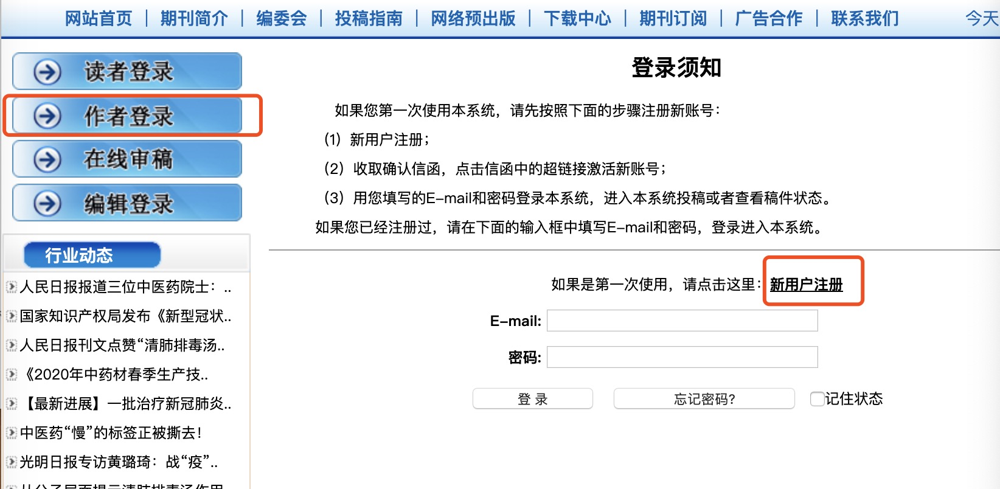 网站首页 | 期刊简介 | 编委会 | 投稿指南 | 网络预出版 | 下载中心 | 期刊订阅 | 广告合作 | 联系我们 今天
读者登录
作者登录
在线审稿
编辑登录
行业动态
人民日报报道三位中医药院士：..
国家知识产权局发布《新型冠状..
人民日报刊文点赞“清肺排毒汤..
《2020年中药材春季生产技..
【最新进展】一批治疗新冠肺炎..
中医药“慢”的标签正被撕去！
光明日报专访黄璐琦：战“疫”..
登录须知
如果您第一次使用本系统，请先按照下面的步骤注册新账号：
（1）新用户注册；
（2）收取确认信函，点击信函中的超链接激活新账号；
（3）用您填写的E-mail和密码登录本系统，进入本系统投稿或者查看稿件状态。
如果您已经注册过，请在下面的输入框中填写E-mail和密码，登录进入本系统。
如果是第一次使用，请点击这里：新用户注册
E-mail:
密码:
登 录 忘记密码? 记住状态